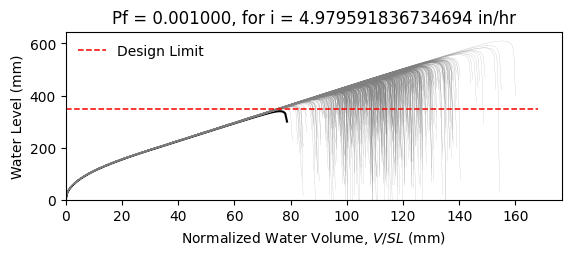 Pf = 0.001000, for i = 4.979591836734694 in/hr
Design Limit
Water Level (mm)
600
400
200
0
0 20 40 60 80 100 120 140 160
Normalized Water Volume, V/SL (mm)